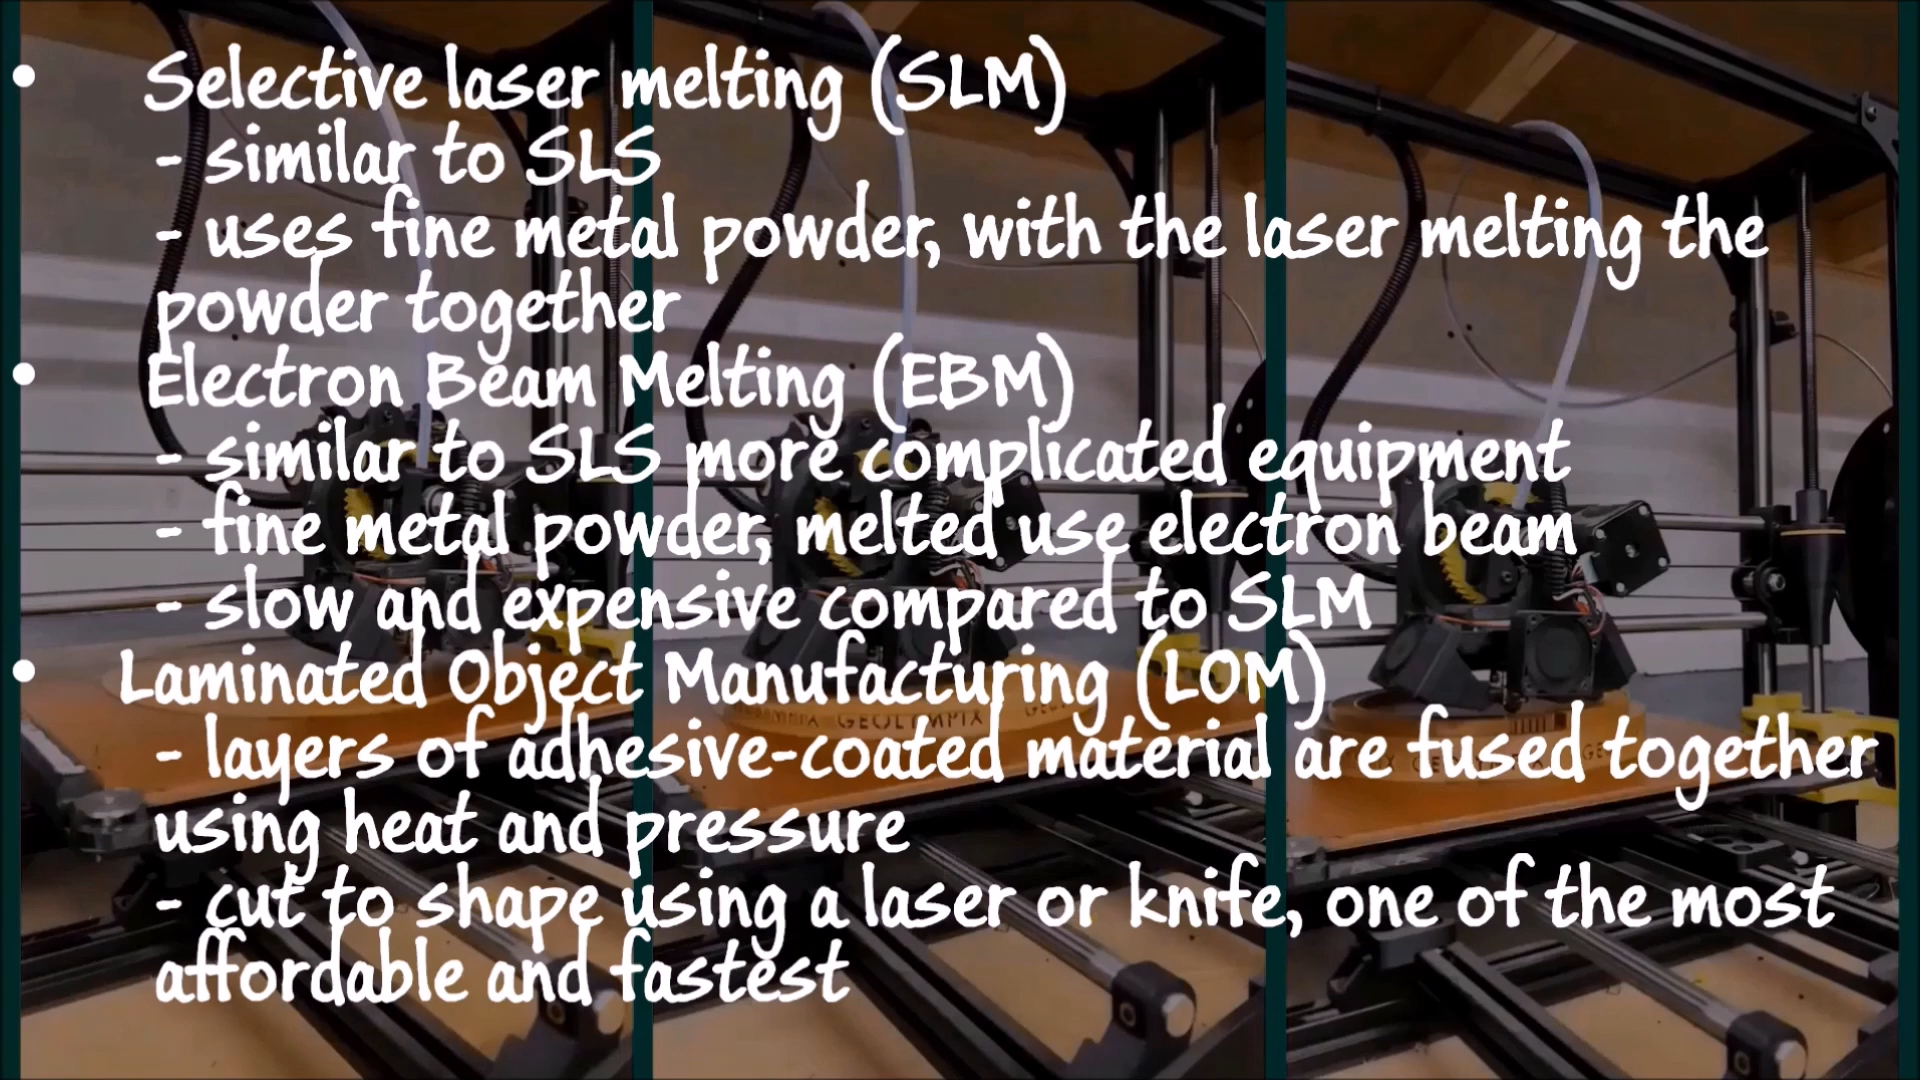 • Selective laser melting (SLM)
- similar to SLS
- uses fine metal powder, with the laser melting the
powder together
• Electron Beam Melting (EBM)
- similar to SLS more complicated equipment
- fine metal powder, melted use electron beam
- slow and expensive compared to SLM
• Laminated Object Manufacturing (LOM)
- layers of adhesive-coated material are fused together
using heat and pressure
- cut to shape using a laser or knife, one of the most
affordable and fastest
GEOLYMPIX